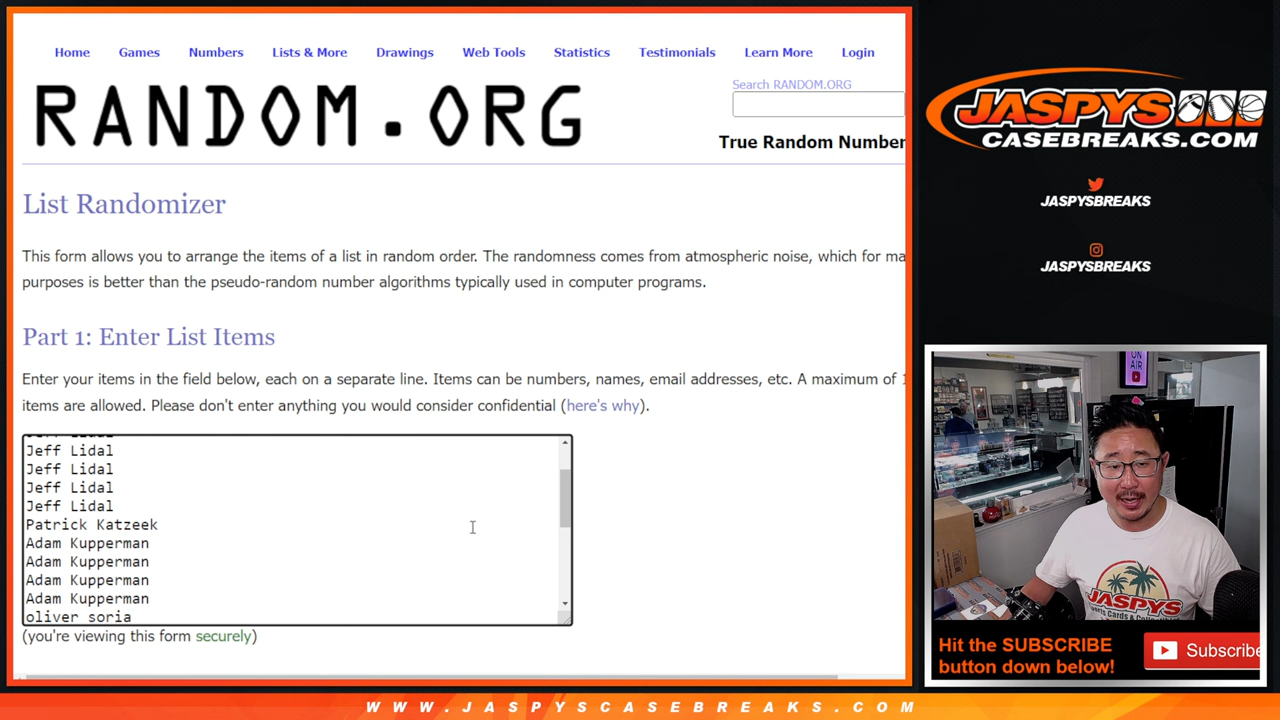 Home Games Numbers Lists & More Drawings Web Tools Statistics Testimonials Learn More Login
RANDOM.ORG
Search RANDOM.ORG
True Random Number
List Randomizer
This form allows you to arrange the items of a list in random order. The randomness comes from atmospheric noise, which for ma
purposes is better than the pseudo-random number algorithms typically used in computer programs.
Part 1: Enter List Items
Enter your items in the field below, each on a separate line. Items can be numbers, names, email addresses, etc. A maximum of 1
items are allowed. Please don't enter anything you would consider confidential (here's why).
Jeff Lidal
Jeff Lidal
Jeff Lidal
Jeff Lidal
Jeff Lidal
Patrick Katzeek
Adam Kupperman
Adam Kupperman
Adam Kupperman
Adam Kupperman
oliver soria
(you're viewing this form securely)
JASPYS
CASEBREAKS.COM
JASPYSBREAKS
JASPYSBREAKS
ON
AIR
JASPYS
Hit the SUBSCRIBE
button down below!
Subscribe
WWW.JASPYSCASEBREAKS.COM